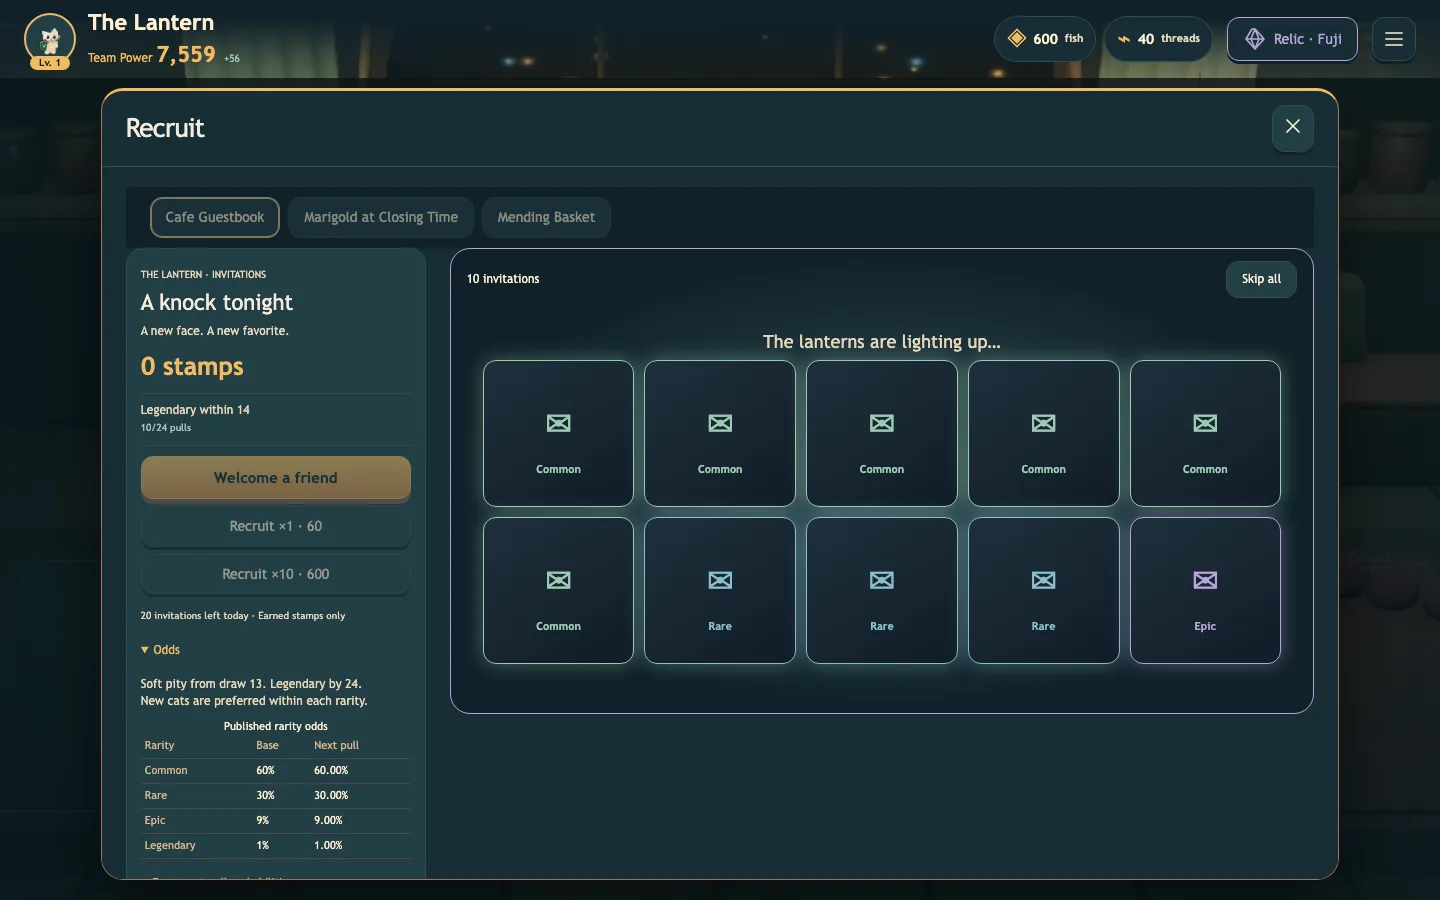 The Lantern
Team Power 7,559 +56
Lv. 1
600 fish
40 threads
Relic · Fuji
Recruit
Cafe Guestbook
Marigold at Closing Time
Mending Basket
THE LANTERN · INVITATIONS
A knock tonight
A new face. A new favorite.
0 stamps
Legendary within 14
10/24 pulls
Welcome a friend
Recruit ×1 · 60
Recruit ×10 · 600
20 invitations left today · Earned stamps only
▼ Odds
Soft pity from draw 13. Legendary by 24.
New cats are preferred within each rarity.
Published rarity odds
Rarity Base Next pull
Common 60% 60.00%
Rare 30% 30.00%
Epic 9% 9.00%
Legendary 1% 1.00%
10 invitations
Skip all
The lanterns are lighting up...
Common Common Common Common Common
Common Rare Rare Rare Epic